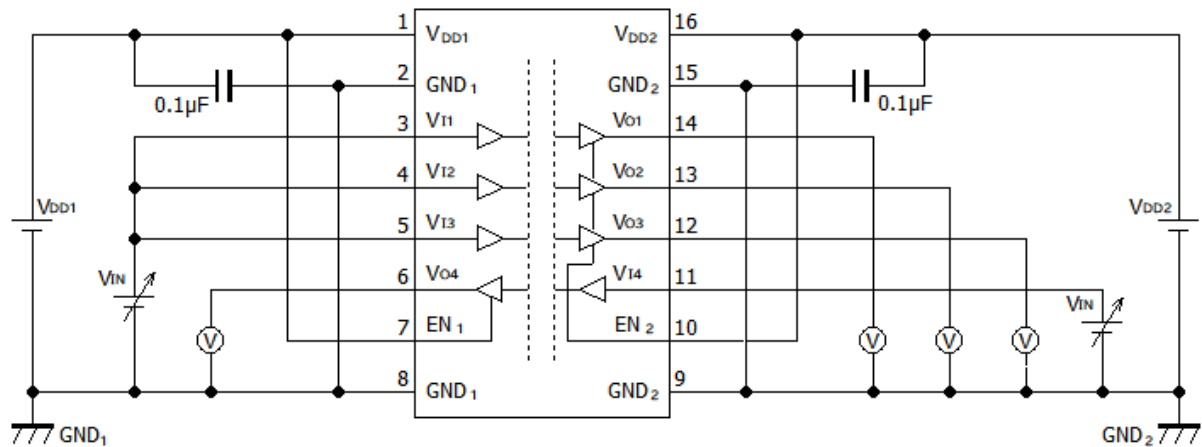 1 VDD1 VDD2 16
2 GND1 GND2 15
0.1µF 0.1µF
3 VI1 VO1 14
4 VI2 VO2 13
VDD1 VDD2
5 VI3 VO3 12
VIN 6 VO4 VI4 11 VIN
7 EN1 EN2 10
V V V V
8 GND1 GND2 9
GND1 GND2